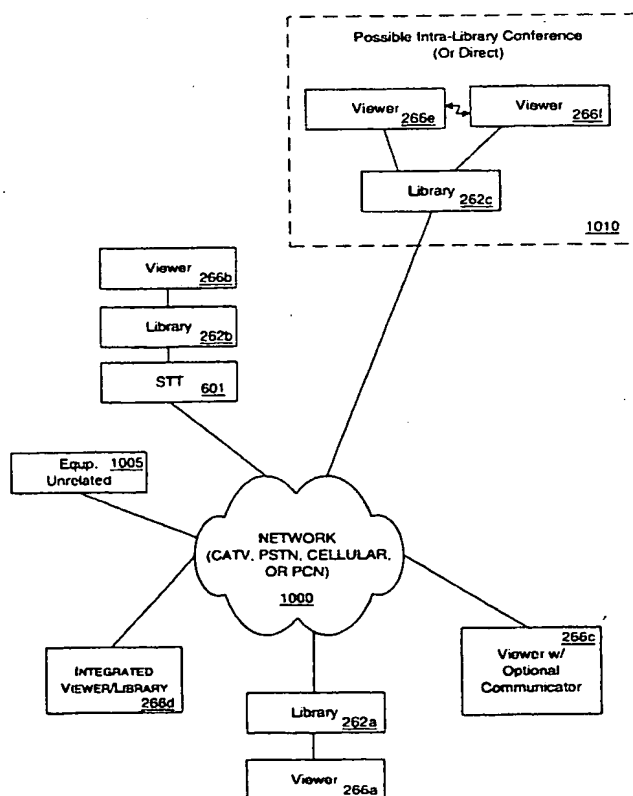 Possible Intra-Library Conference
(Or Direct)
Viewer
266e
Viewer
266f
Library
262c
1010
Viewer
266b
Library
262b
STT
601
Equp. 1005
Unrelated
NETWORK
(CATV, PSTN, CELLULAR,
OR PCN)
1000
266c
Viewer w/
Optional
Communicator
INTEGRATED
VIEWER/LIBRARY
266d
Library
262a
Viewer
266a